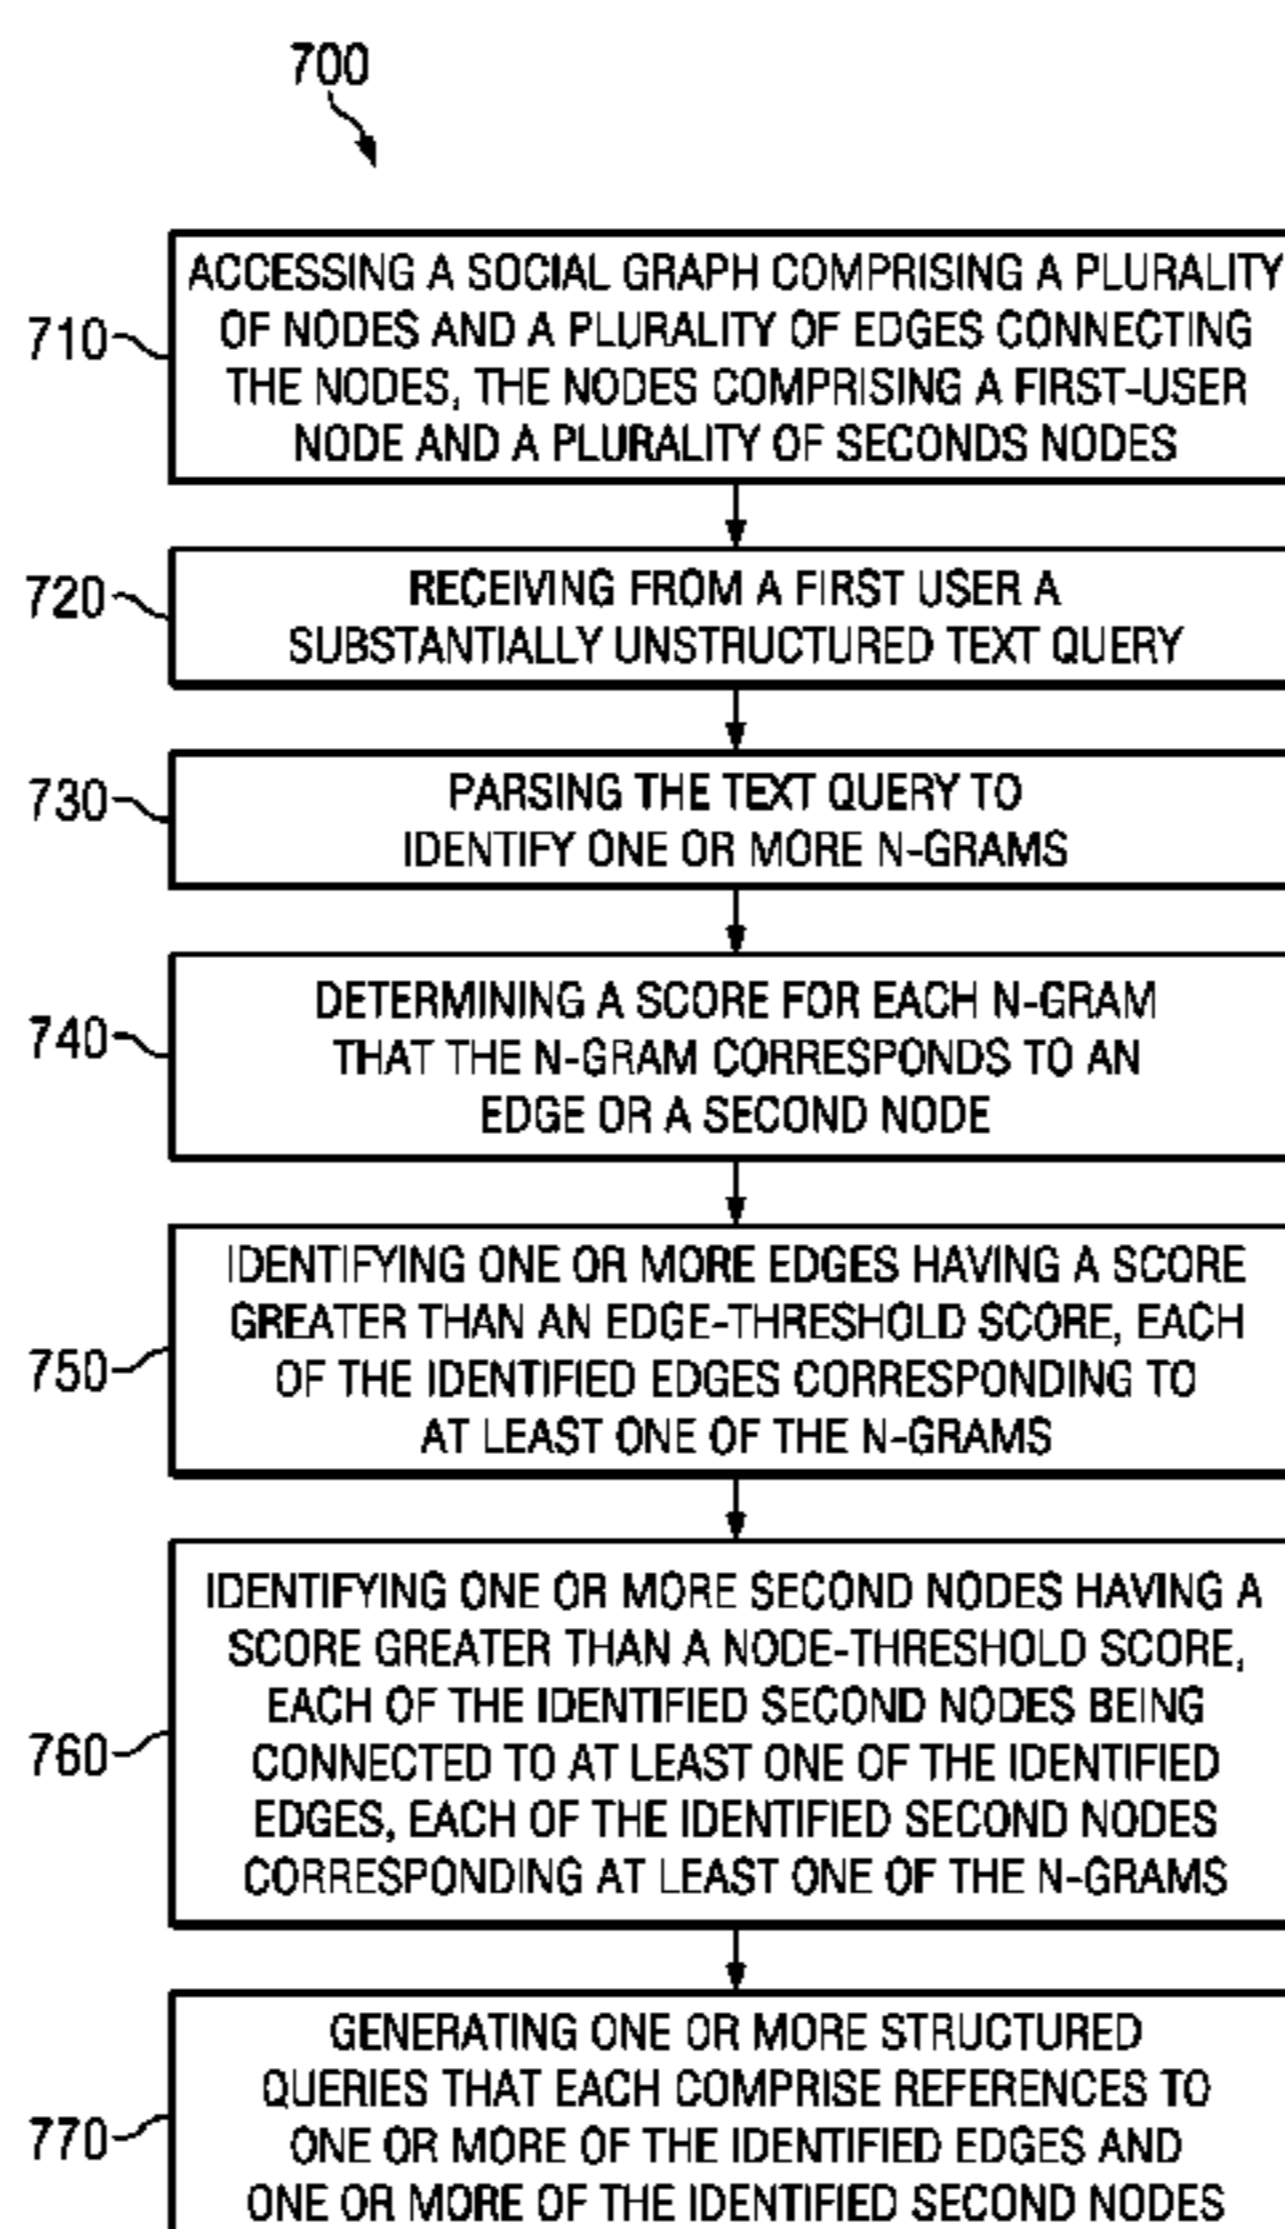 700
710
ACCESSING A SOCIAL GRAPH COMPRISING A PLURALITY
OF NODES AND A PLURALITY OF EDGES CONNECTING
THE NODES, THE NODES COMPRISING A FIRST-USER
NODE AND A PLURALITY OF SECONDS NODES
720
RECEIVING FROM A FIRST USER A
SUBSTANTIALLY UNSTRUCTURED TEXT QUERY
730
PARSING THE TEXT QUERY TO
IDENTIFY ONE OR MORE N-GRAMS
740
DETERMINING A SCORE FOR EACH N-GRAM
THAT THE N-GRAM CORRESPONDS TO AN
EDGE OR A SECOND NODE
750
IDENTIFYING ONE OR MORE EDGES HAVING A SCORE
GREATER THAN AN EDGE-THRESHOLD SCORE, EACH
OF THE IDENTIFIED EDGES CORRESPONDING TO
AT LEAST ONE OF THE N-GRAMS
760
IDENTIFYING ONE OR MORE SECOND NODES HAVING A
SCORE GREATER THAN A NODE-THRESHOLD SCORE,
EACH OF THE IDENTIFIED SECOND NODES BEING
CONNECTED TO AT LEAST ONE OF THE IDENTIFIED
EDGES, EACH OF THE IDENTIFIED SECOND NODES
CORRESPONDING AT LEAST ONE OF THE N-GRAMS
770
GENERATING ONE OR MORE STRUCTURED
QUERIES THAT EACH COMPRISE REFERENCES TO
ONE OR MORE OF THE IDENTIFIED EDGES AND
ONE OR MORE OF THE IDENTIFIED SECOND NODES